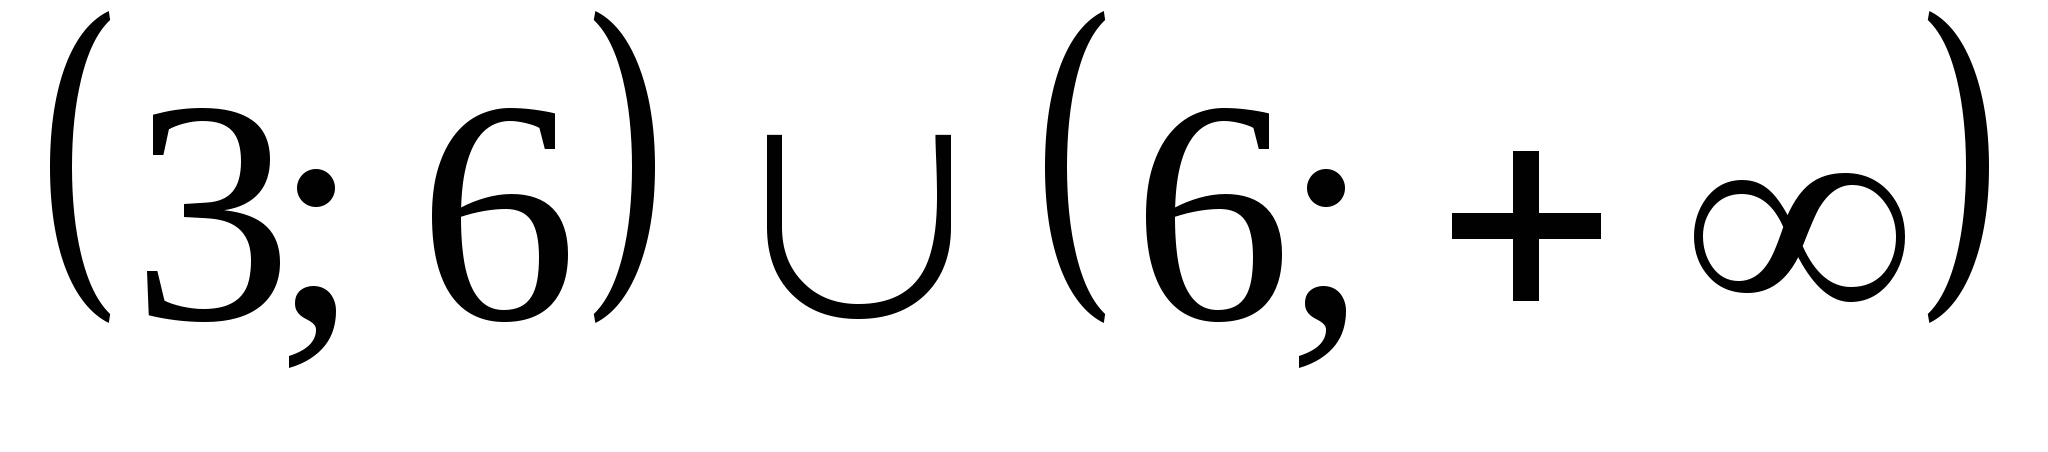 (3; 6) ∪ (6; + ∞)